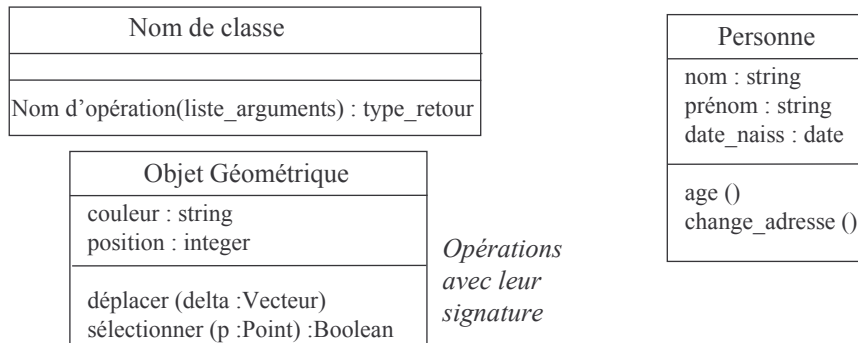 Nom de classe
Nom d'opération(liste_arguments) : type_retour
Objet Géométrique
couleur : string
position : integer
déplacer (delta :Vecteur)
sélectionner (p :Point) :Boolean
Opérations
avec leur
signature
Personne
nom : string
prénom : string
date_naiss : date
age ()
change_adresse ()